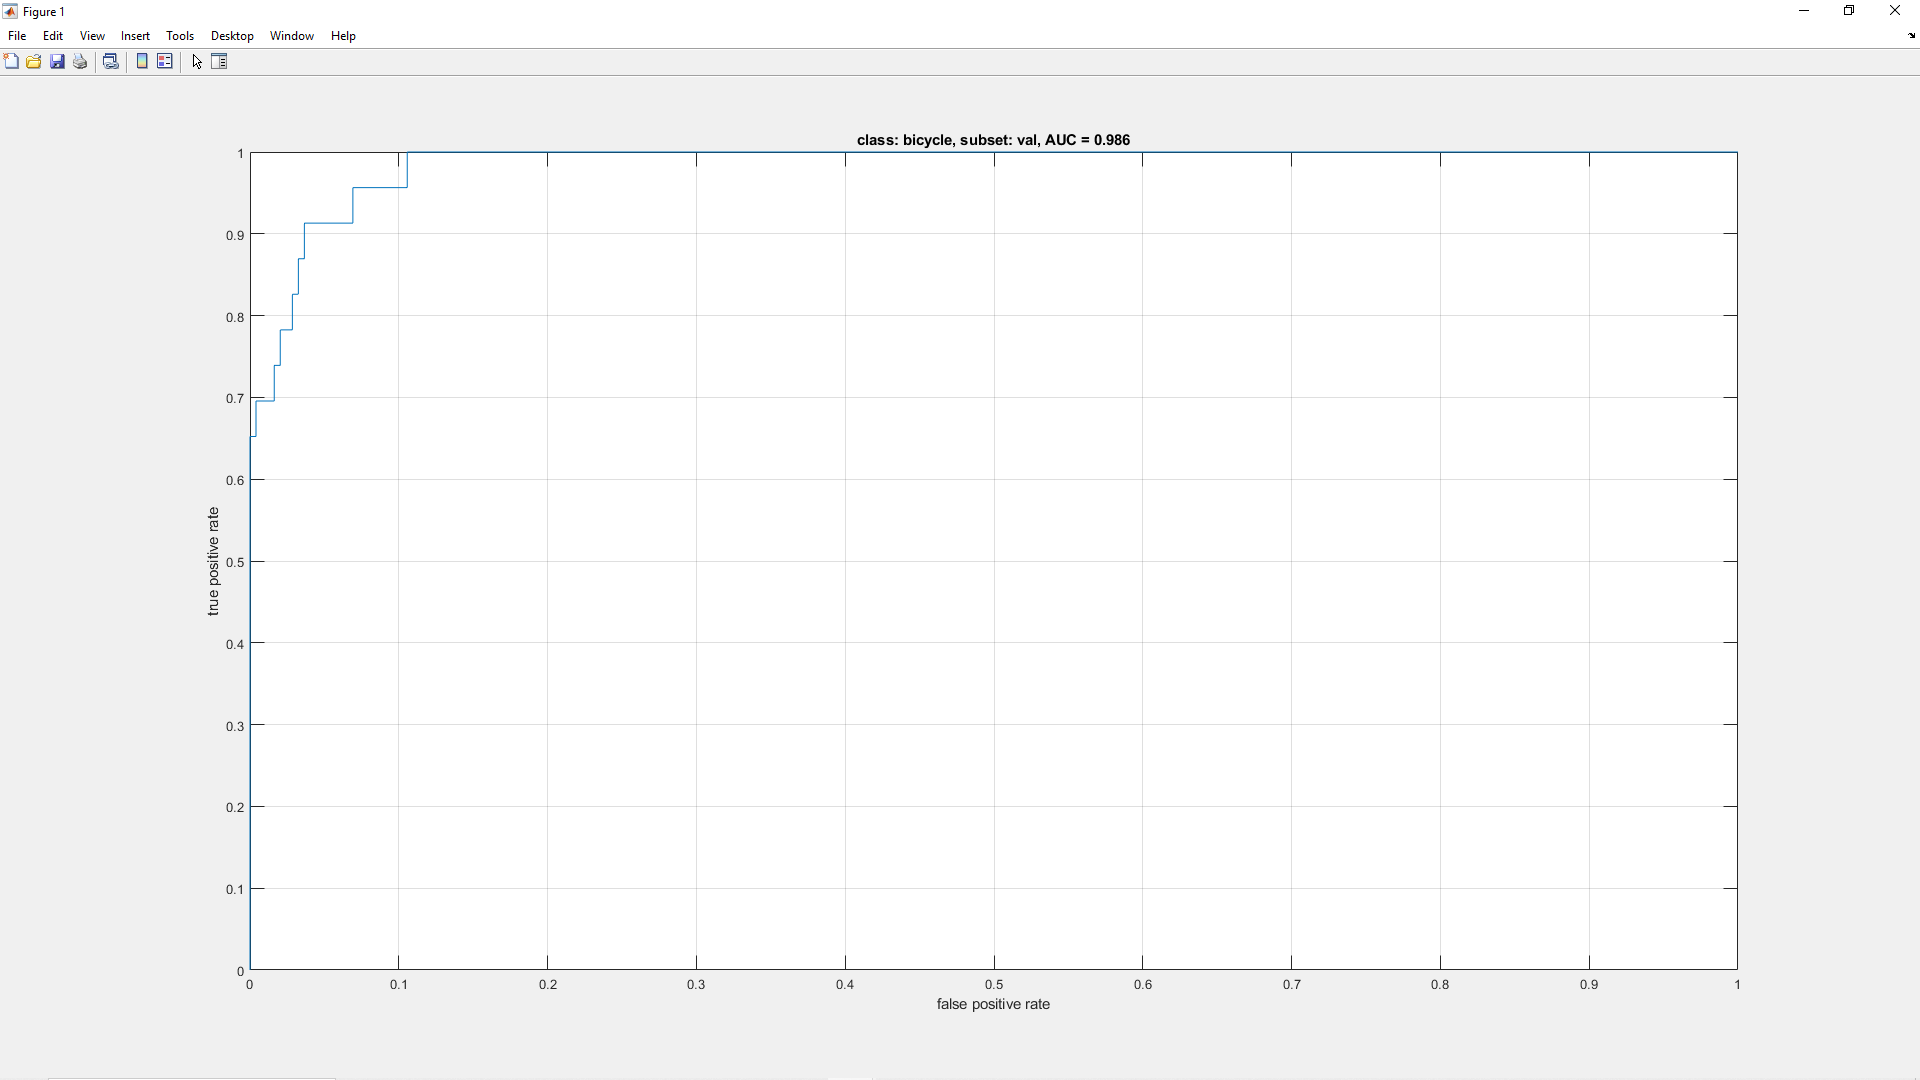 Figure 1
File Edit View Insert Tools Desktop Window Help
class: bicycle, subset: val, AUC = 0.986
1
0.9
0.8
0.7
0.6
0.5
0.4
0.3
0.2
0.1
0
true positive rate
0 0.1 0.2 0.3 0.4 0.5 0.6 0.7 0.8 0.9 1
false positive rate